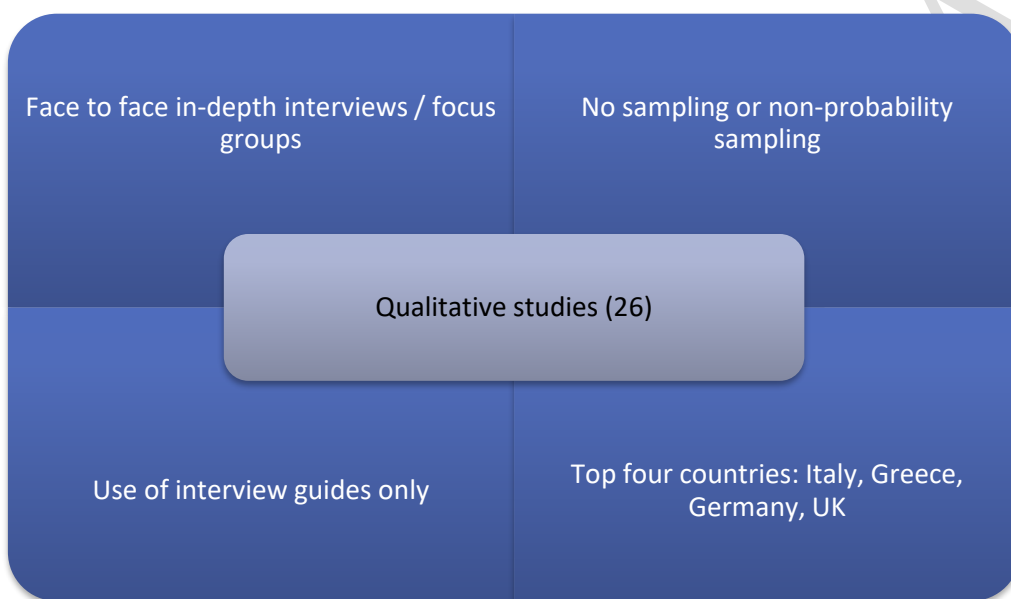 Face to face in-depth interviews / focus
groups
No sampling or non-probability
sampling
Qualitative studies (26)
Use of interview guides only
Top four countries: Italy, Greece,
Germany, UK